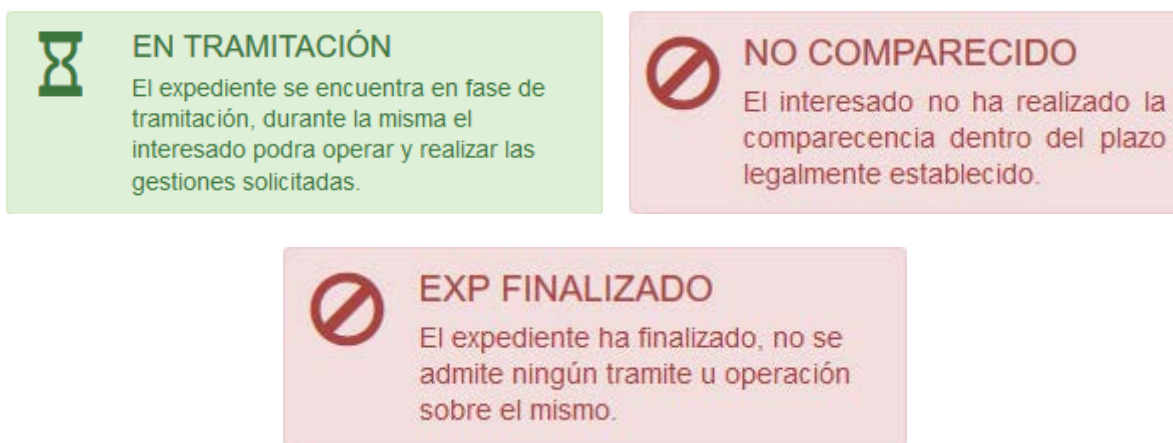 EN TRAMITACIÓN
El expediente se encuentra en fase de
tramitación, durante la misma el
interesado podra operar y realizar las
gestiones solicitadas.
NO COMPARECIDO
El interesado no ha realizado la
comparecencia dentro del plazo
legalmente establecido.
EXP FINALIZADO
El expediente ha finalizado, no se
admite ningún tramite u operación
sobre el mismo.